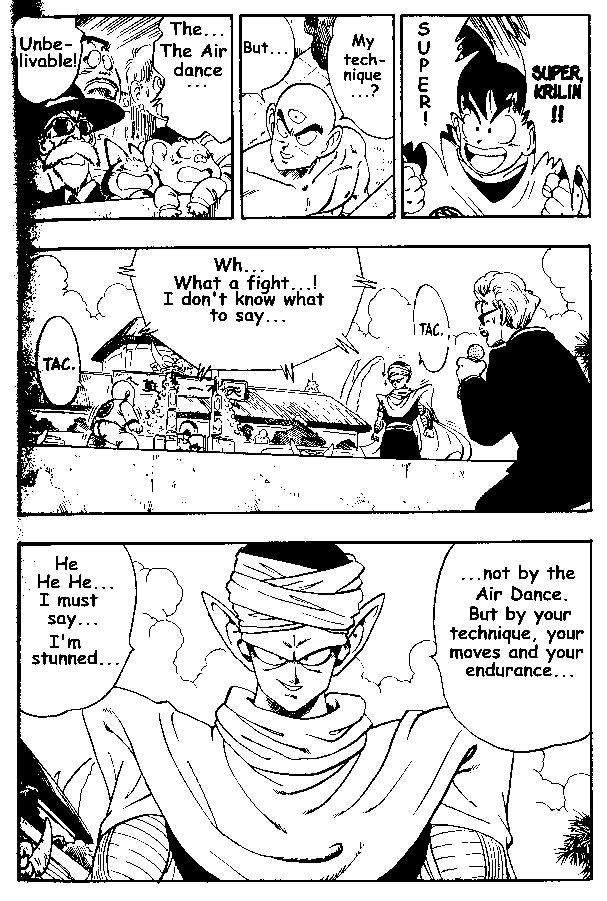 Unbe-
livable!
The...
The Air
dance
...
But...
My
tech-
nique
...?
SUPER!
SUPER,
KRILIN
!!
Wh...
What a fight...!
I don't know what
to say...
TAC.
TAC.
He
He He...
I must
say...
I'm
stunned...
...not by the
Air Dance.
But by your
technique, your
moves and your
endurance...